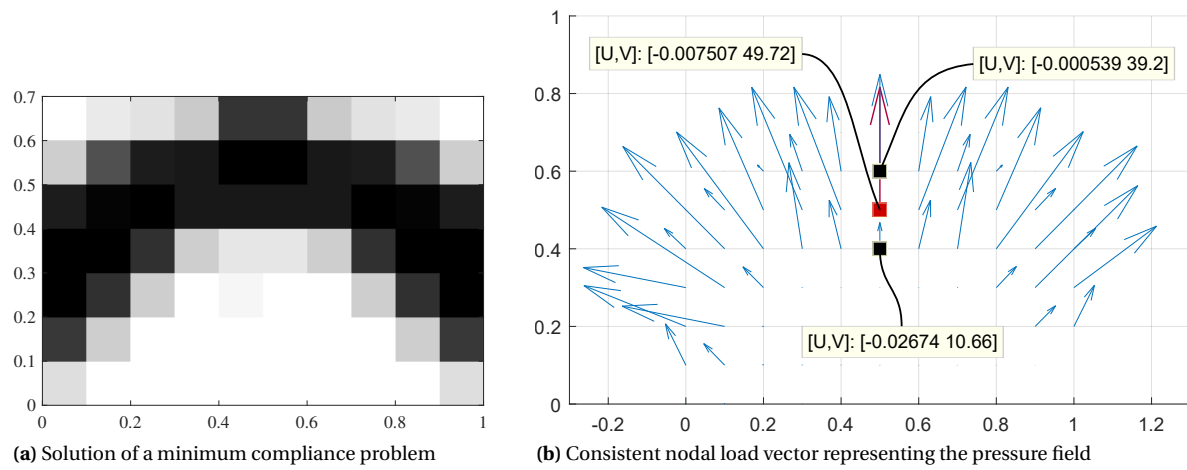 0.7
0.6
0.5
0.4
0.3
0.2
0.1
0
0 0.2 0.4 0.6 0.8 1
(a) Solution of a minimum compliance problem
1
0.8
0.6
0.4
0.2
0
-0.2 0 0.2 0.4 0.6 0.8 1 1.2
[U,V]: [-0.007507 49.72]
[U,V]: [-0.000539 39.2]
[U,V]: [-0.02674 10.66]
(b) Consistent nodal load vector representing the pressure field